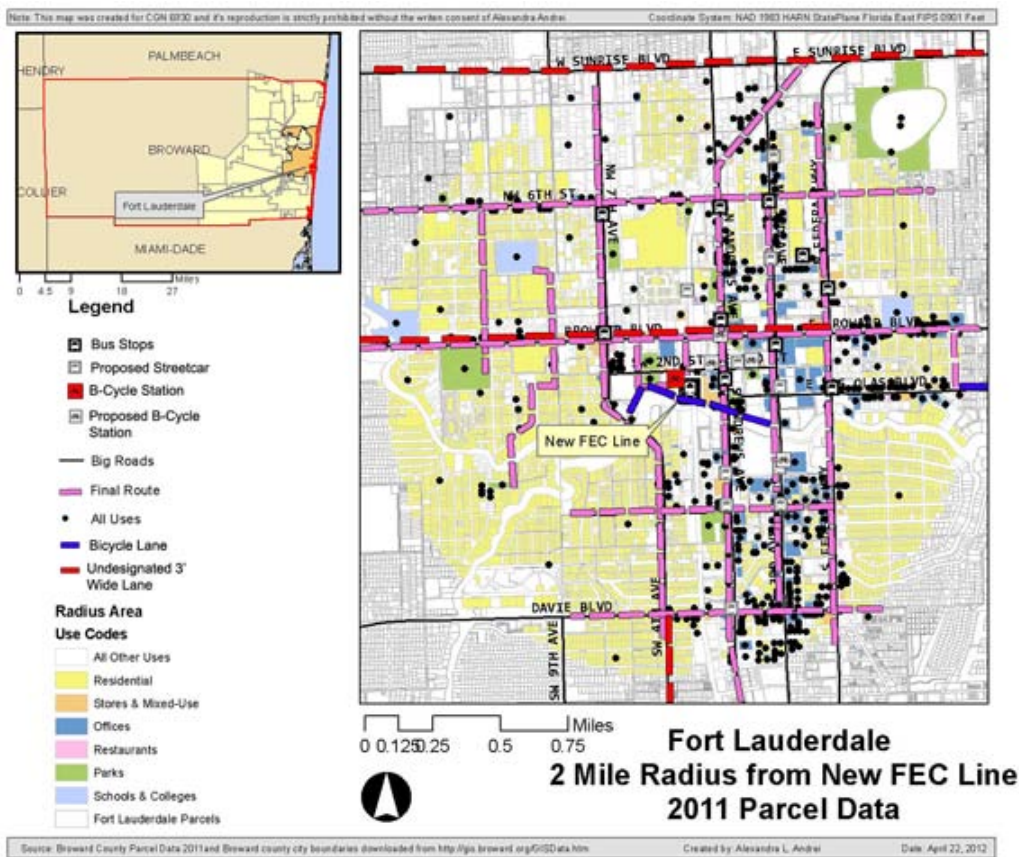 Note: This map was created for CGN 6930 and it's reproduction is strictly prohibited without the writen consent of Alexandra Andrei.
Coordinate System: NAD 1983 HARN StatePlane Florida East FIPS 0901 Feet
PALMBEACH
HENDRY
BROWARD
COLLIER
Fort Lauderdale
MIAMI-DADE
Miles
0 4.5 9 18 27
Legend
Bus Stops
Proposed Streetcar
B-Cycle Station
Proposed B-Cycle
Station
Big Roads
Final Route
All Uses
Bicycle Lane
Undesignated 3'
Wide Lane
Radius Area
Use Codes
All Other Uses
Residential
Stores & Mixed-Use
Offices
Restaurants
Parks
Schools & Colleges
Fort Lauderdale Parcels
W SUNRISE BLVD
E SUNRISE BLVD
NW 6TH ST
2ND ST
New FEC Line
DAVIE BLVD
SW 9TH AVE
SW 4TH AVE
Miles
0 0.125 0.25 0.5 0.75
Fort Lauderdale
2 Mile Radius from New FEC Line
2011 Parcel Data
Source: Broward County Parcel Data 2011 and Broward county city boundaries downloaded from http://gis.broward.org/GISData.htm
Created by: Alexandra L. Andrei
Date: April 22, 2012